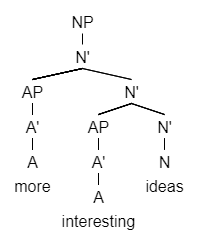 NP
N'
AP N'
A' AP N'
A A' N
more A ideas
interesting